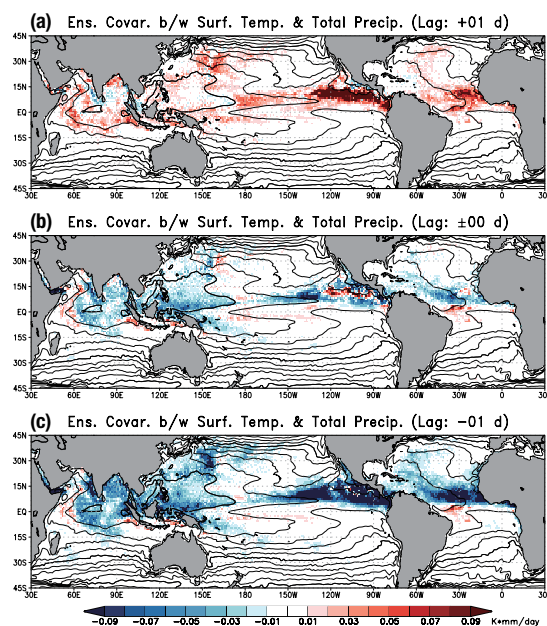 (a) Ens. Covar. b/w Surf. Temp. & Total Precip. (Lag: +01 d)
45N
30N
15N
EQ
15S
30S
45S
30E 60E 90E 120E 150E 180 150W 120W 90W 60W 30W 0
(b) Ens. Covar. b/w Surf. Temp. & Total Precip. (Lag: ±00 d)
45N
30N
15N
EQ
15S
30S
45S
30E 60E 90E 120E 150E 180 150W 120W 90W 60W 30W 0
(c) Ens. Covar. b/w Surf. Temp. & Total Precip. (Lag: −01 d)
45N
30N
15N
EQ
15S
30S
45S
30E 60E 90E 120E 150E 180 150W 120W 90W 60W 30W 0
−0.09 −0.07 −0.05 −0.03 −0.01 0.01 0.03 0.05 0.07 0.09 K*mm/day